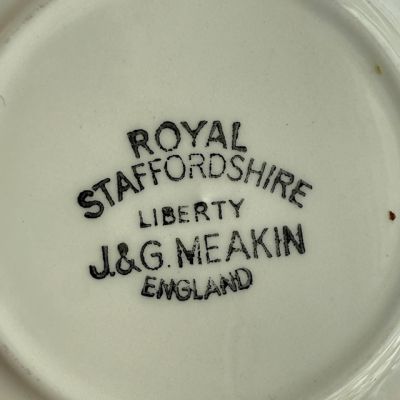 ROYAL
STAFFORDSHIRE
LIBERTY
J.&G. MEAKIN
ENGLAND